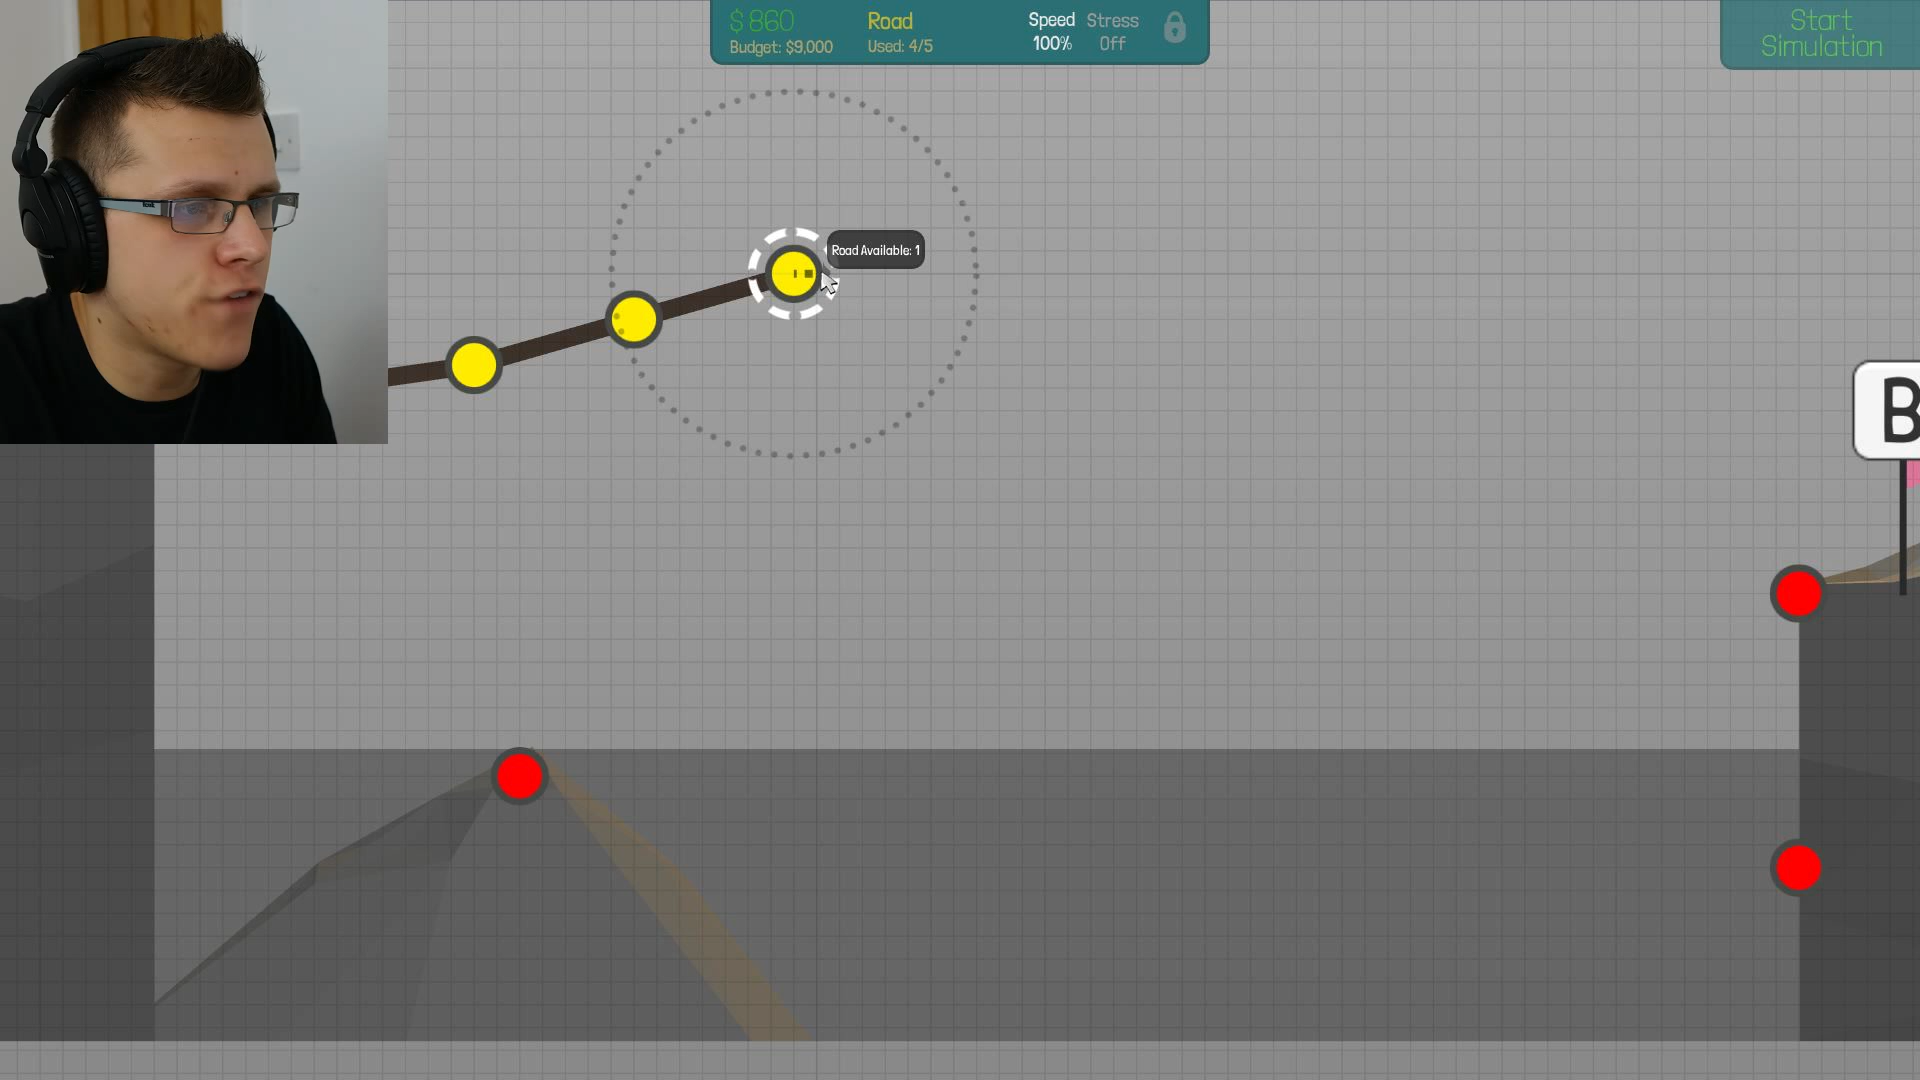 $ 860
Budget: $9,000
Road
Used: 4/5
Speed
100%
Stress
Off
Start
Simulation
Road Available: 1
B